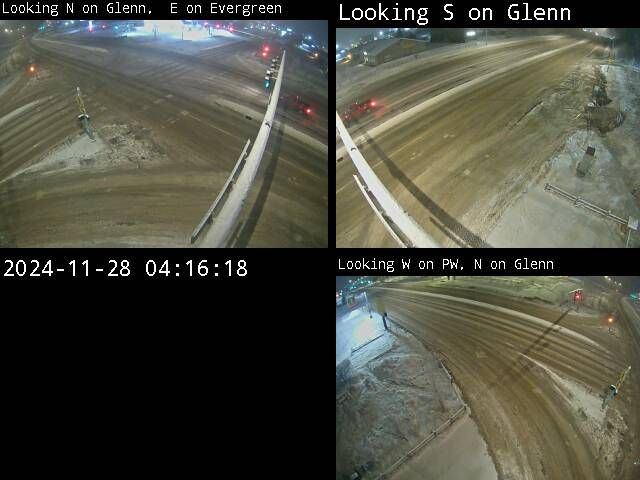 Looking N on Glenn,  E on Evergreen
Looking S on Glenn
2024-11-28 04:16:18
Looking W on PW, N on Glenn